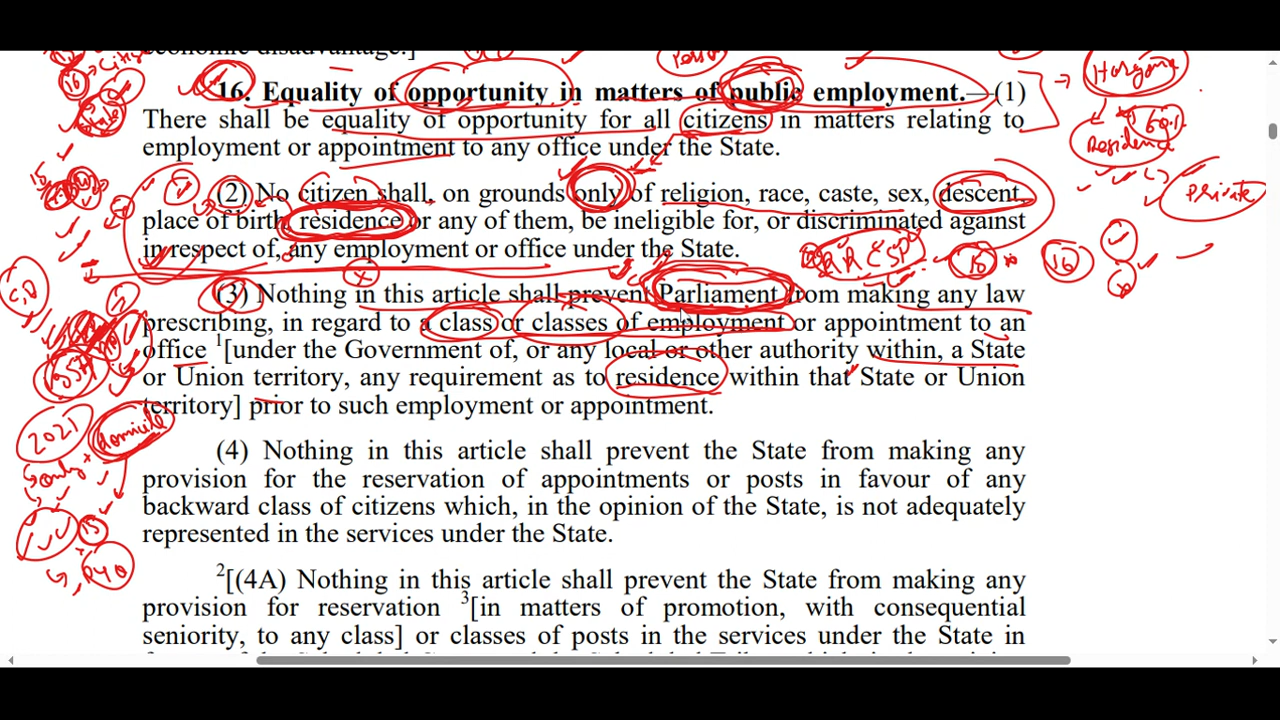 economic disadvantage.]
16. Equality of opportunity in matters of public employment.—(1)
There shall be equality of opportunity for all citizens in matters relating to
employment or appointment to any office under the State.
(2) No citizen shall, on grounds only of religion, race, caste, sex, descent,
place of birth, residence or any of them, be ineligible for, or discriminated against
in respect of, any employment or office under the State.
(3) Nothing in this article shall prevent Parliament from making any law
prescribing, in regard to a class or classes of employment or appointment to an
office 1[under the Government of, or any local or other authority within, a State
or Union territory, any requirement as to residence within that State or Union
territory] prior to such employment or appointment.
(4) Nothing in this article shall prevent the State from making any
provision for the reservation of appointments or posts in favour of any
backward class of citizens which, in the opinion of the State, is not adequately
represented in the services under the State.
2[(4A) Nothing in this article shall prevent the State from making any
provision for reservation 3[in matters of promotion, with consequential
seniority, to any class] or classes of posts in the services under the State in
Haryana
Residence
Private
16
16
2021
domicile
only
15